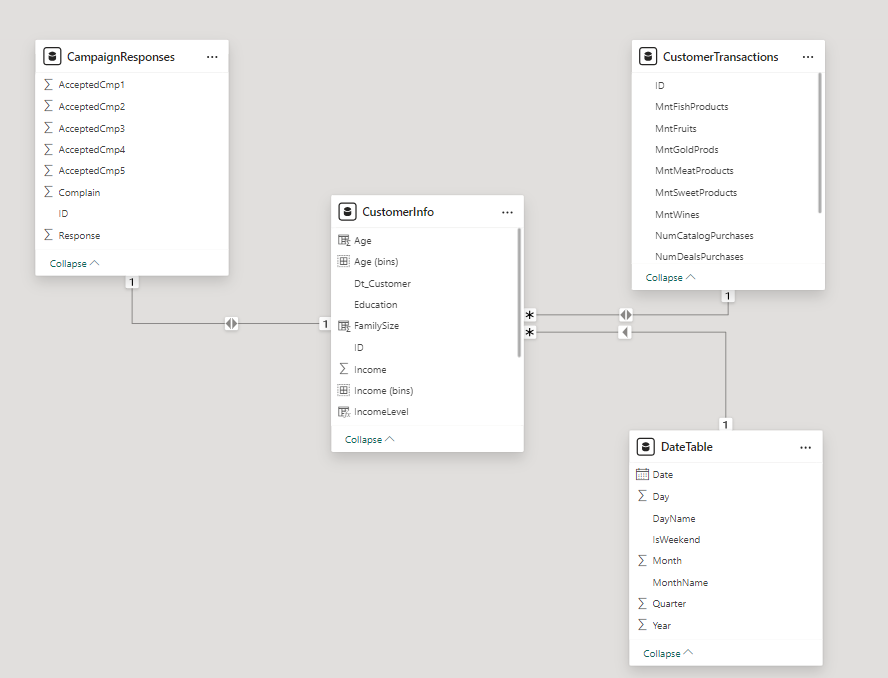 CampaignResponses
AcceptedCmp1
AcceptedCmp2
AcceptedCmp3
AcceptedCmp4
AcceptedCmp5
Complain
ID
Response
Collapse
1
CustomerInfo
Age
Age (bins)
Dt_Customer
Education
FamilySize
ID
Income
Income (bins)
IncomeLevel
Collapse
1
*
*
CustomerTransactions
ID
MntFishProducts
MntFruits
MntGoldProds
MntMeatProducts
MntSweetProducts
MntWines
NumCatalogPurchases
NumDealsPurchases
Collapse
1
1
DateTable
Date
Day
DayName
IsWeekend
Month
MonthName
Quarter
Year
Collapse